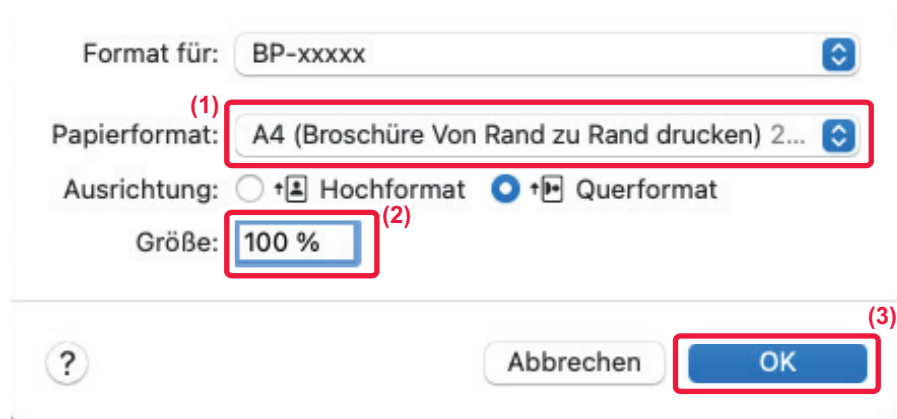 Format für: BP-xxxxx
(1)
Papierformat: A4 (Broschüre Von Rand zu Rand drucken) 2...
Ausrichtung: Hochformat Querformat
(2)
Größe: 100 %
(3)
? Abbrechen OK